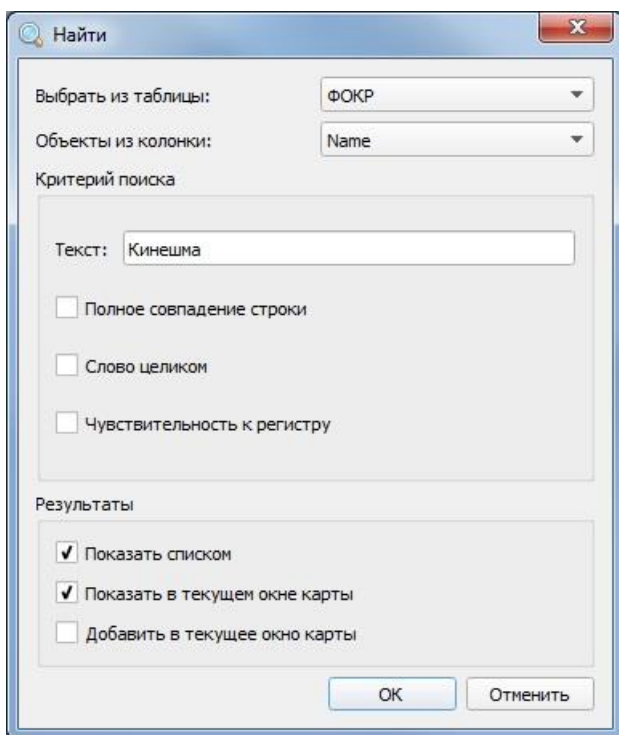 Найти
Выбрать из таблицы: ФОКР
Объекты из колонки: Name
Критерий поиска
Текст: Кинешма
Полное совпадение строки
Слово целиком
Чувствительность к регистру
Результаты
Показать списком
Показать в текущем окне карты
Добавить в текущее окно карты
ОК Отменить